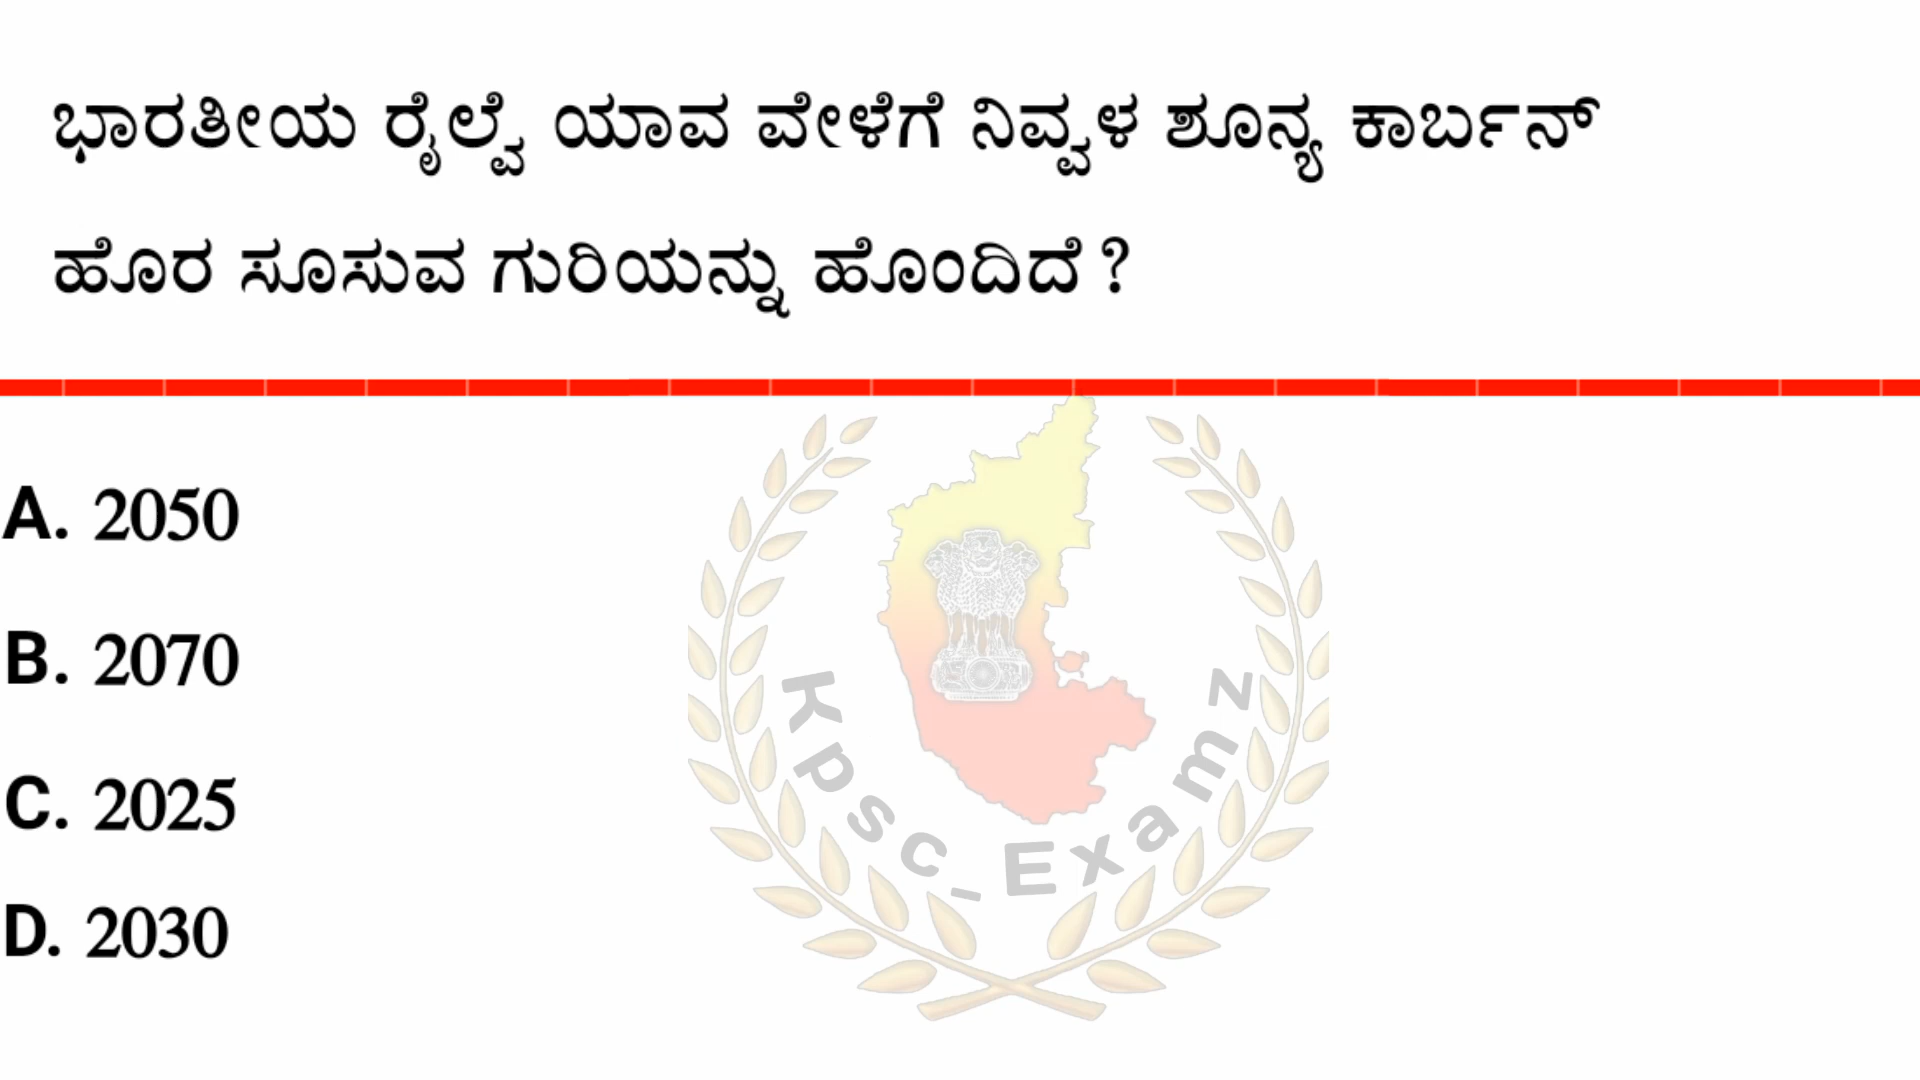 ಭಾರತೀಯ ರೈಲ್ವೆ ಯಾವ ವೇಳೆಗೆ ನಿವ್ವಳ ಶೂನ್ಯ ಕಾರ್ಬನ್
ಹೊರ ಸೂಸುವ ಗುರಿಯನ್ನು ಹೊಂದಿದೆ ?
A. 2050
B. 2070
C. 2025
D. 2030
Kpsc_Examz